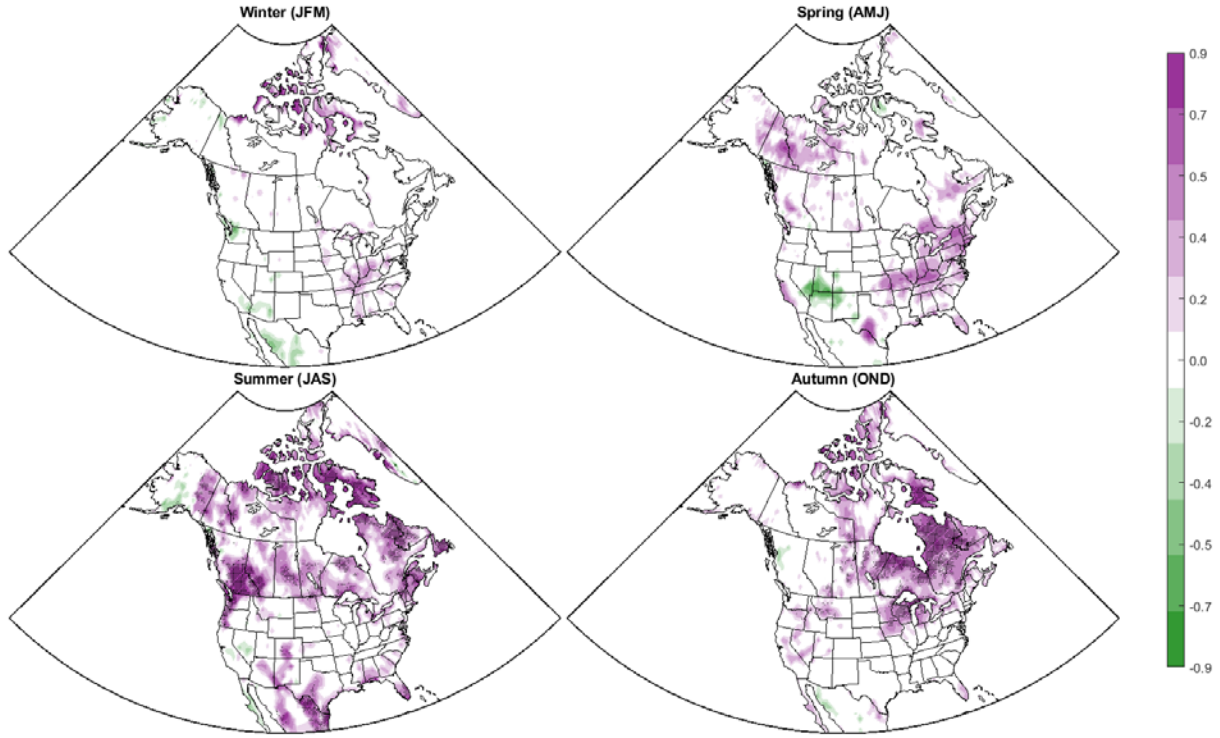 Winter (JFM)
Spring (AMJ)
Summer (JAS)
Autumn (OND)
0.9
0.7
0.5
0.4
0.2
0.0
-0.2
-0.4
-0.5
-0.7
-0.9